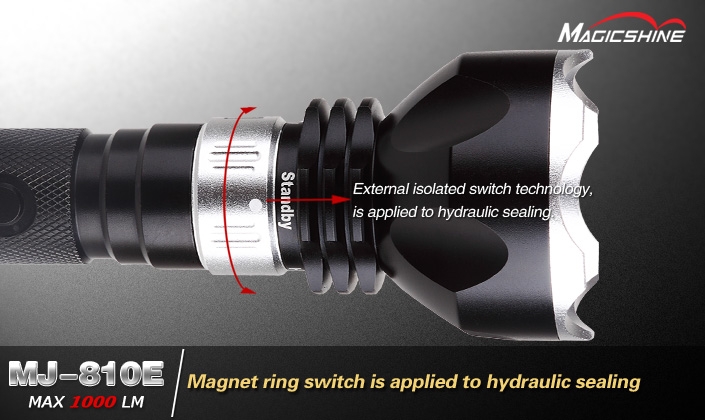 MAGICSHINE
Standby
External isolated switch technology,
is applied to hydraulic sealing.
MJ-810E
MAX 1000 LM
Magnet ring switch is applied to hydraulic sealing